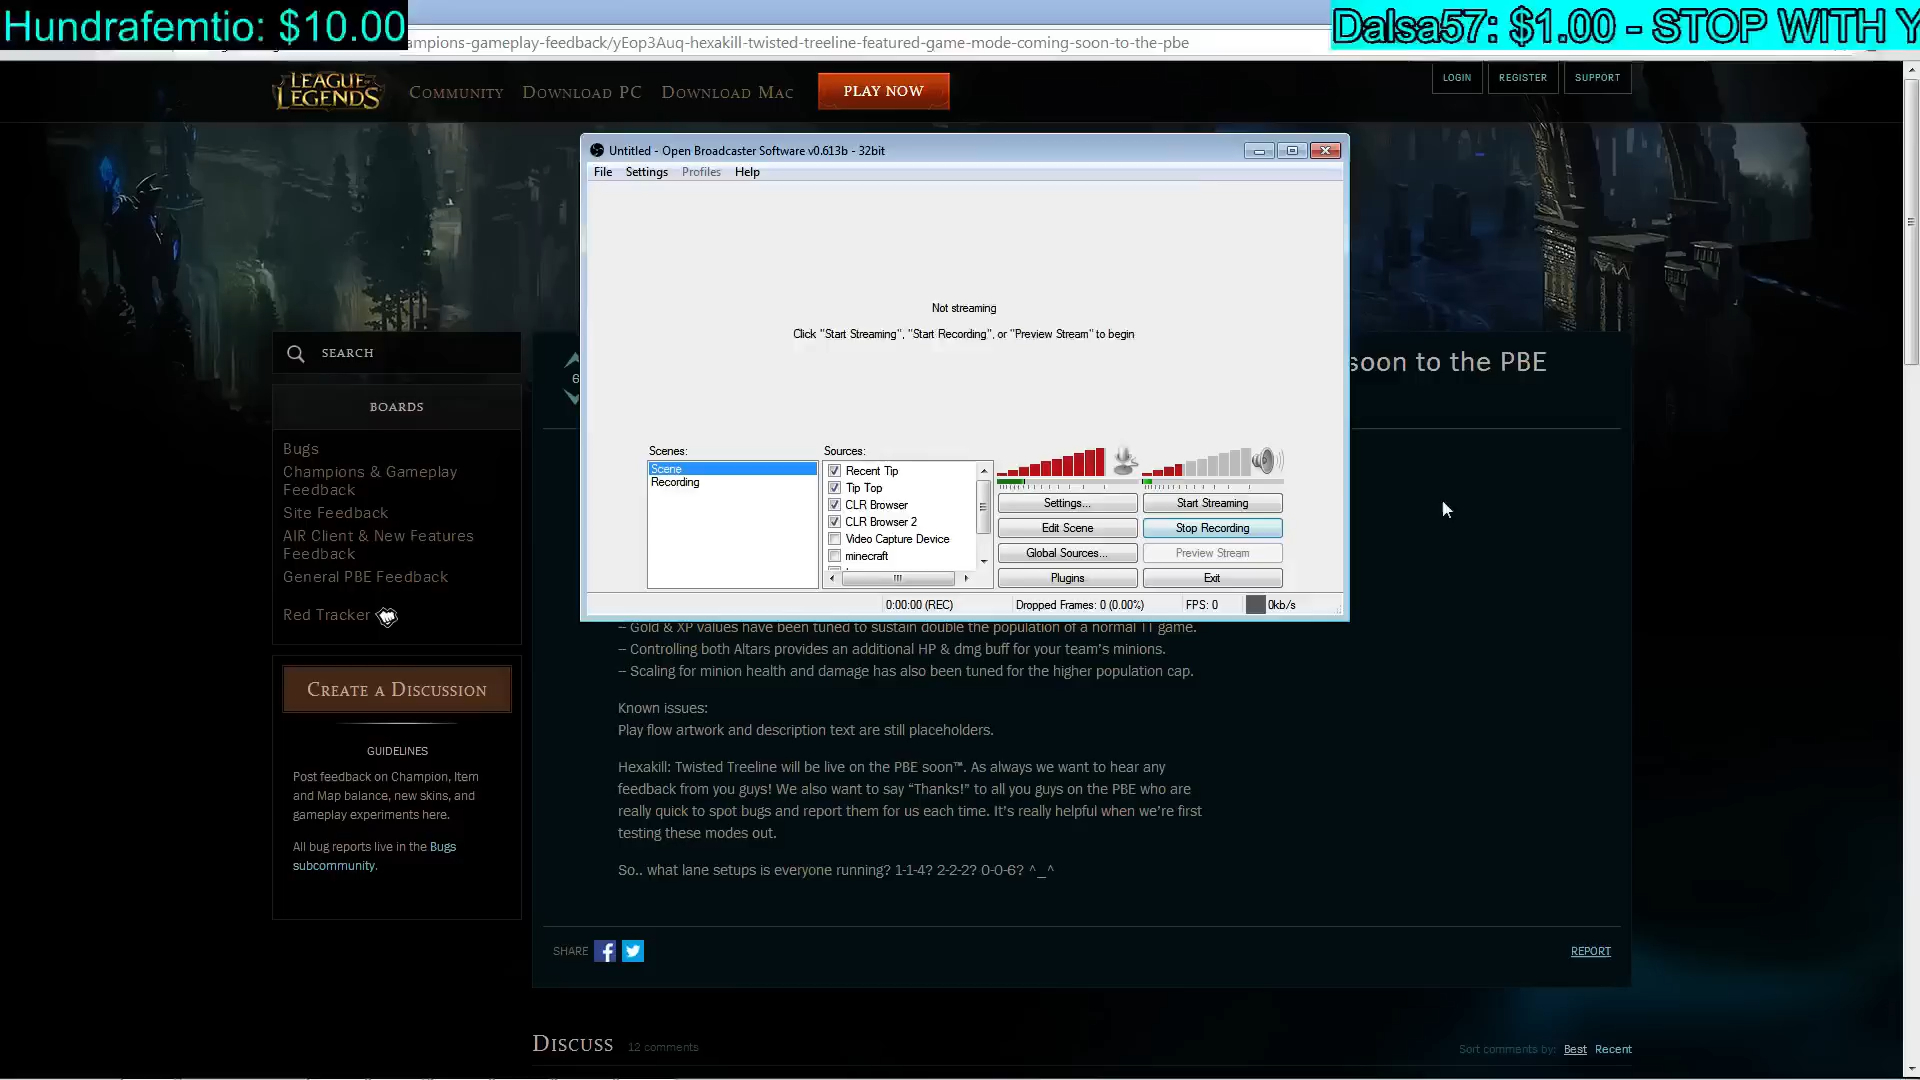 Hundrafemtio: $10.00
Dalsa57: $1.00 - STOP WITH Y
ampions-gameplay-feedback/yEop3Auq-hexakill-twisted-treeline-featured-game-mode-coming-soon-to-the-pbe
LEAGUE OF LEGENDS
COMMUNITY
DOWNLOAD PC
DOWNLOAD MAC
PLAY NOW
LOGIN
REGISTER
SUPPORT
Untitled - Open Broadcaster Software v0.613b - 32bit
File Settings Profiles Help
Not streaming
Click "Start Streaming", "Start Recording", or "Preview Stream" to begin
Scenes:
Scene
Recording
Sources:
Recent Tip
Tip Top
CLR Browser
CLR Browser 2
Video Capture Device
minecraft
Settings...
Start Streaming
Edit Scene
Stop Recording
Global Sources...
Preview Stream
Plugins
Exit
0:00:00 (REC)
Dropped Frames: 0 (0.00%)
FPS: 0
0kb/s
SEARCH
BOARDS
Bugs
Champions & Gameplay
Feedback
Site Feedback
AIR Client & New Features
Feedback
General PBE Feedback
Red Tracker
CREATE A DISCUSSION
GUIDELINES
Post feedback on Champion, Item
and Map balance, new skins, and
gameplay experiments here.
All bug reports live in the Bugs
subcommunity.
6
soon to the PBE
– Gold & XP values have been tuned to sustain double the population of a normal TT game.
– Controlling both Altars provides an additional HP & dmg buff for your team's minions.
– Scaling for minion health and damage has also been tuned for the higher population cap.
Known issues:
Play flow artwork and description text are still placeholders.
Hexakill: Twisted Treeline will be live on the PBE soon™. As always we want to hear any
feedback from you guys! We also want to say “Thanks!” to all you guys on the PBE who are
really quick to spot bugs and report them for us each time. It's really helpful when we're first
testing these modes out.
So.. what lane setups is everyone running? 1-1-4? 2-2-2? 0-0-6? ^_^
SHARE
REPORT
DISCUSS 12 comments
Sort comments by: Best Recent